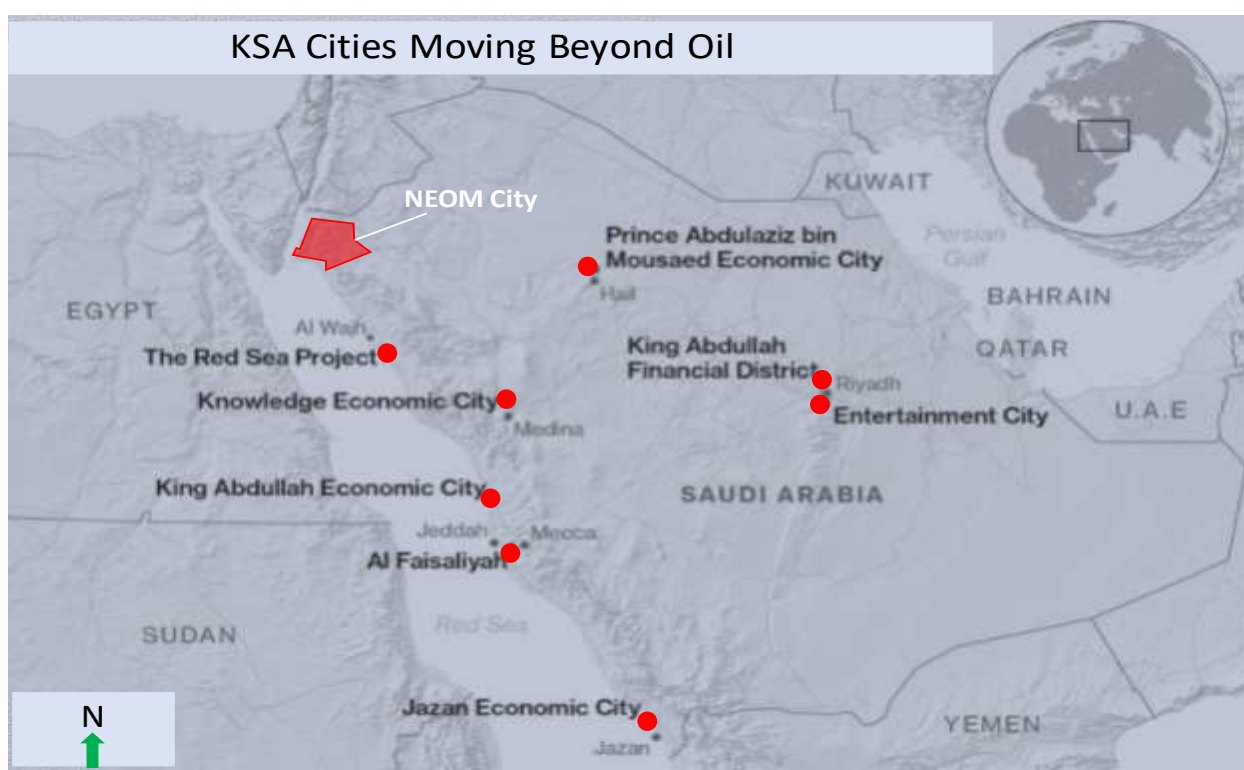 KSA Cities Moving Beyond Oil
KUWAIT
NEOM City
Persian
Gulf
Prince Abdulaziz bin
Mousaed Economic City
Hail
BAHRAIN
EGYPT
Al Wajh
The Red Sea Project
King Abdullah
Financial District
QATAR
Riyadh
Knowledge Economic City
Entertainment City
U.A.E
Medina
King Abdullah Economic City
SAUDI ARABIA
Jeddah
Mecca
Al Faisaliyah
Red Sea
SUDAN
Jazan Economic City
N
YEMEN
Jazan